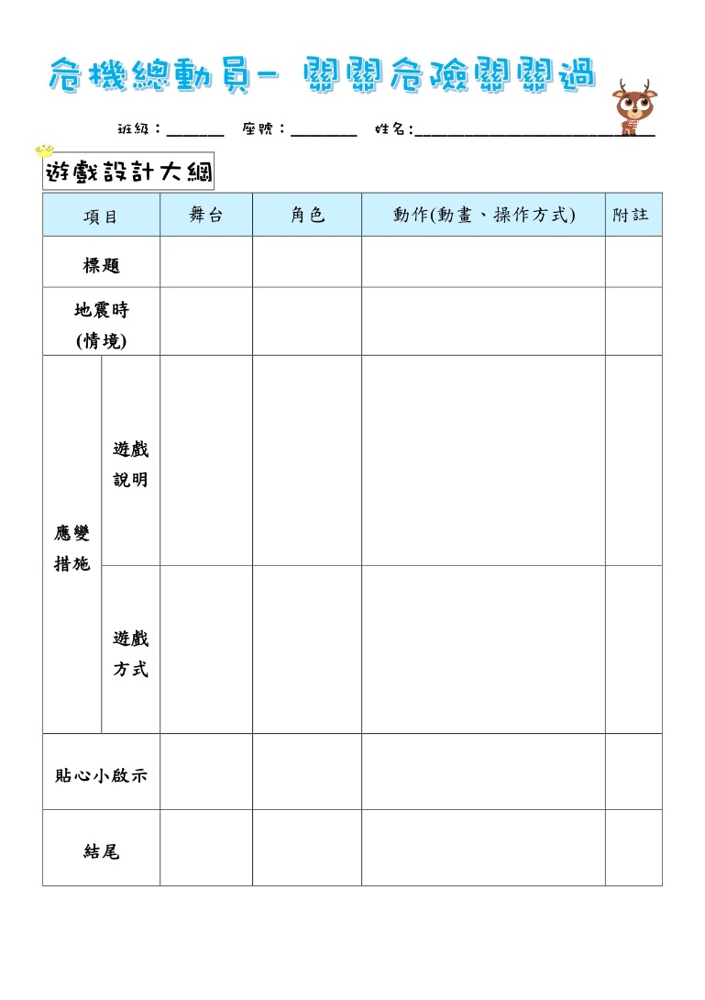 危機總動員- 關關危險關關過
班級：_______ 座號：________ 姓名:_____________________________
遊戲設計大綱
項目 舞台 角色 動作(動畫、操作方式) 附註
標題
地震時
(情境)
應變
措施
遊戲
說明
遊戲
方式
貼心小啟示
結尾